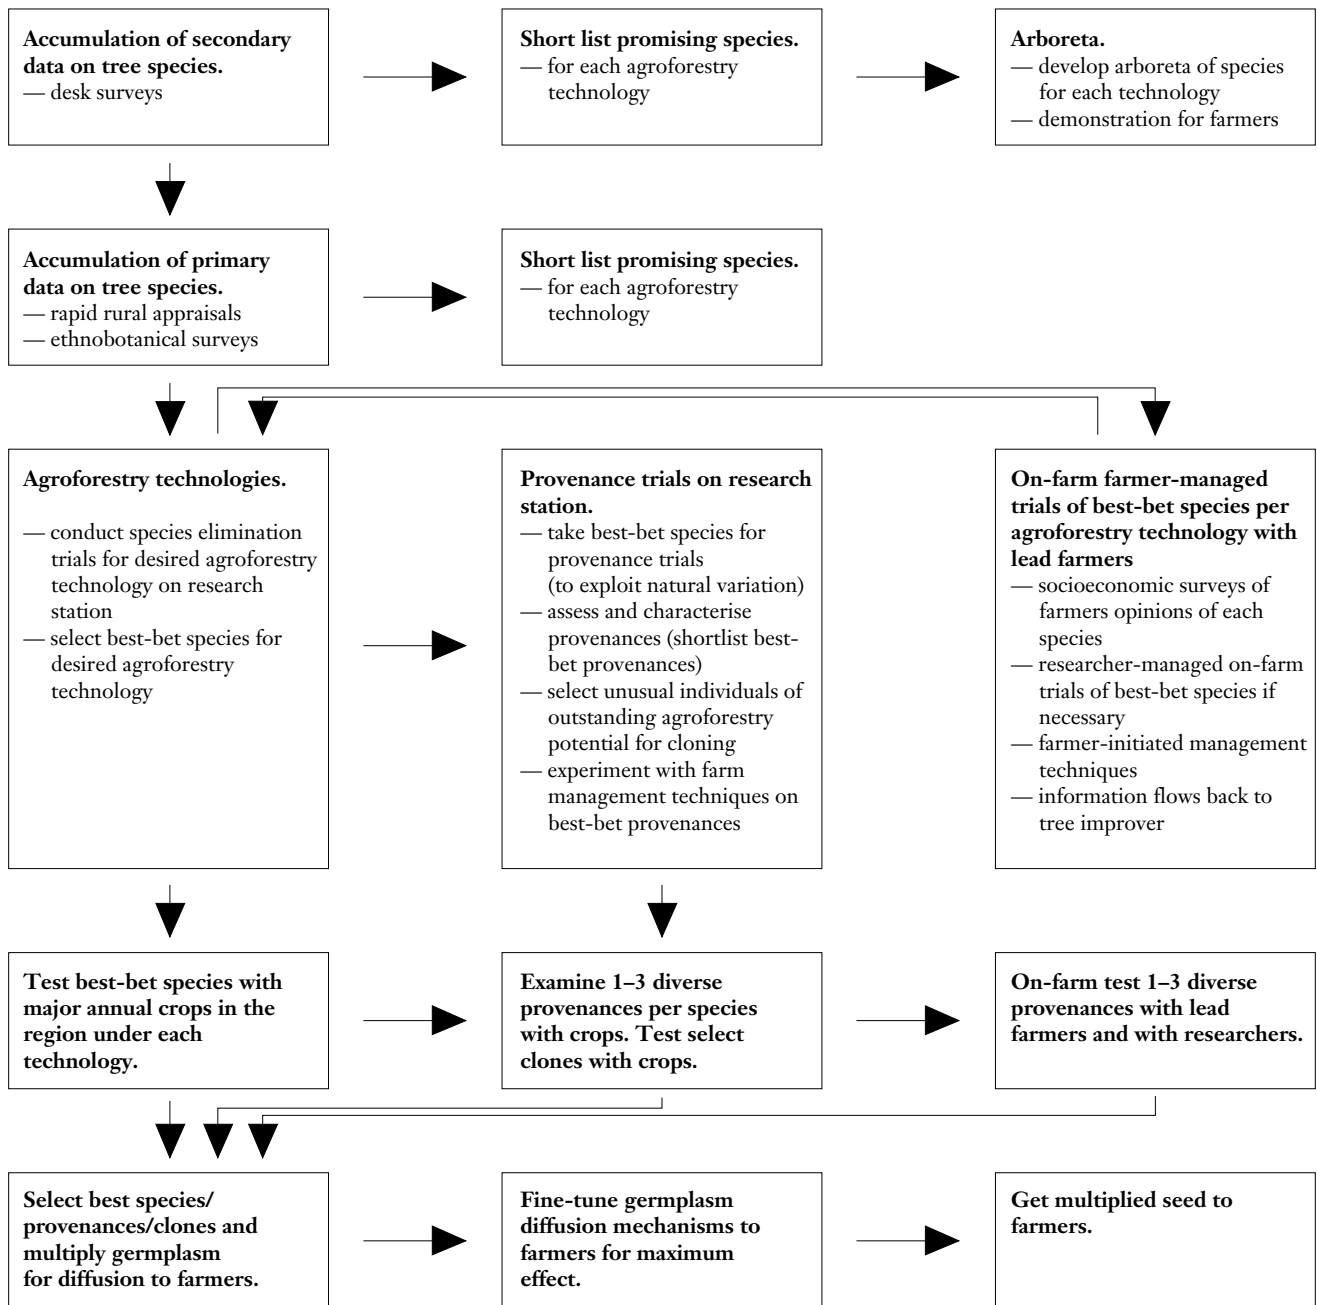 Accumulation of secondary
data on tree species.
— desk surveys
Short list promising species.
— for each agroforestry
technology
Arboreta.
— develop arboreta of species
for each technology
— demonstration for farmers
Accumulation of primary
data on tree species.
— rapid rural appraisals
— ethnobotanical surveys
Short list promising species.
— for each agroforestry
technology
Agroforestry technologies.
— conduct species elimination
trials for desired agroforestry
technology on research
station
— select best-bet species for
desired agroforestry
technology
Provenance trials on research
station.
— take best-bet species for
provenance trials
(to exploit natural variation)
— assess and characterise
provenances (shortlist best-
bet provenances)
— select unusual individuals of
outstanding agroforestry
potential for cloning
— experiment with farm
management techniques on
best-bet provenances
On-farm farmer-managed
trials of best-bet species per
agroforestry technology with
lead farmers
— socioeconomic surveys of
farmers opinions of each
species
— researcher-managed on-farm
trials of best-bet species if
necessary
— farmer-initiated management
techniques
— information flows back to
tree improver
Test best-bet species with
major annual crops in the
region under each
technology.
Examine 1–3 diverse
provenances per species
with crops. Test select
clones with crops.
On-farm test 1–3 diverse
provenances with lead
farmers and with researchers.
Select best species/
provenances/clones and
multiply germplasm
for diffusion to farmers.
Fine-tune germplasm
diffusion mechanisms to
farmers for maximum
effect.
Get multiplied seed to
farmers.